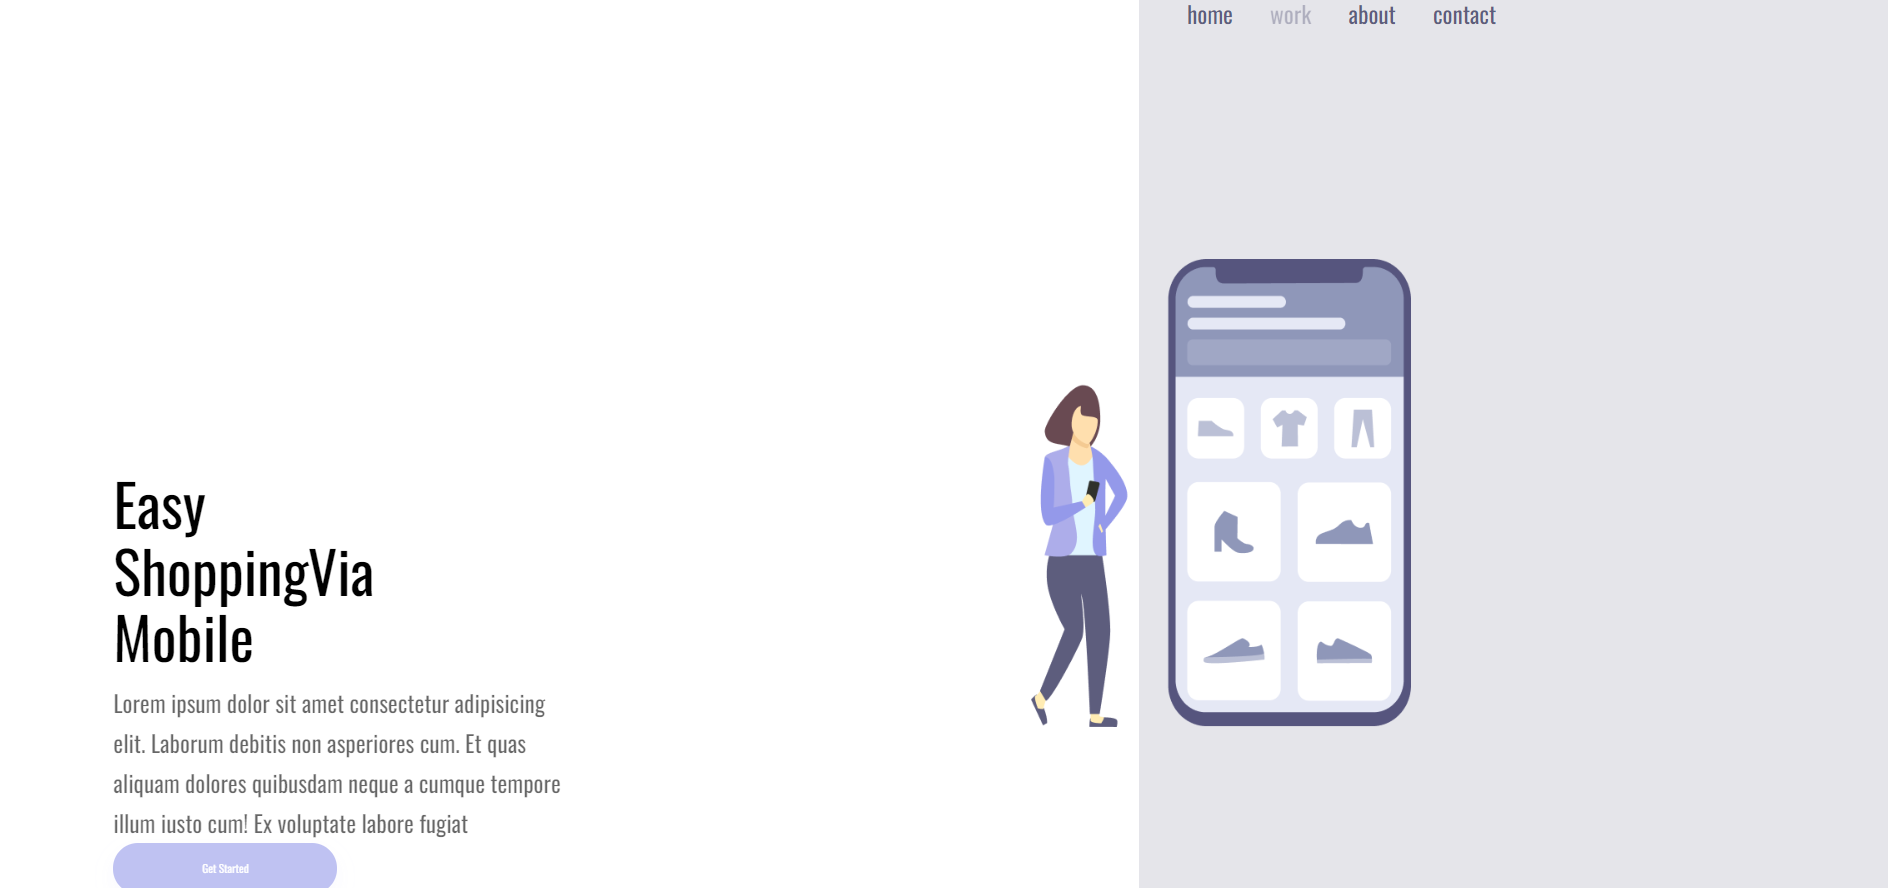 home work about contact
Easy
ShoppingVia
Mobile
Lorem ipsum dolor sit amet consectetur adipisicing
elit. Laborum debitis non asperiores cum. Et quas
aliquam dolores quibusdam neque a cumque tempore
illum iusto cum! Ex voluptate labore fugiat
Get Started